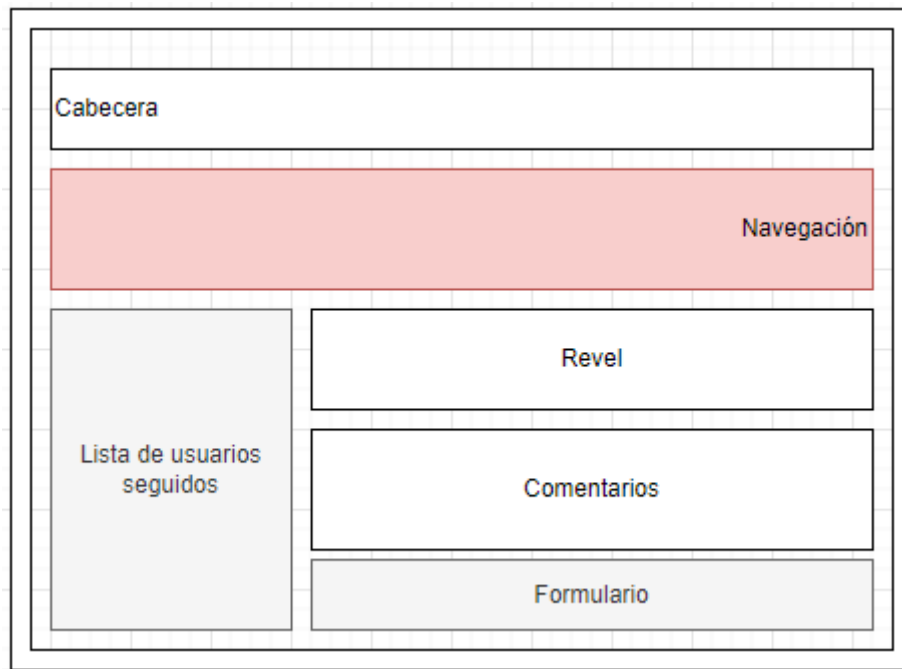 Cabecera
Navegación
Lista de usuarios
seguidos
Revel
Comentarios
Formulario